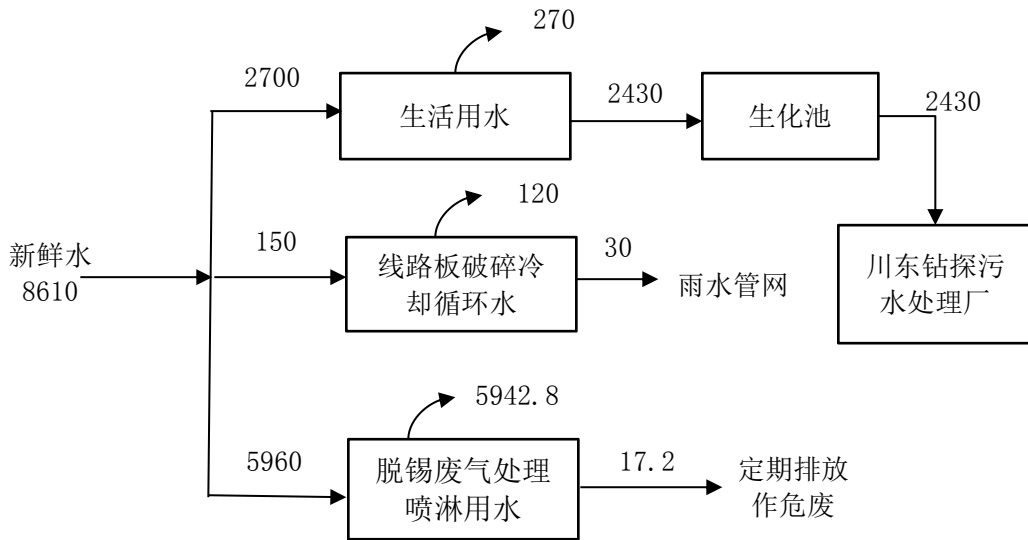 270
2700
生活用水
2430
生化池
2430
120
新鲜水
8610
150
线路板破碎冷
却循环水
30
雨水管网
川东钻探污
水处理厂
5942.8
5960
脱锡废气处理
喷淋用水
17.2
定期排放
作危废